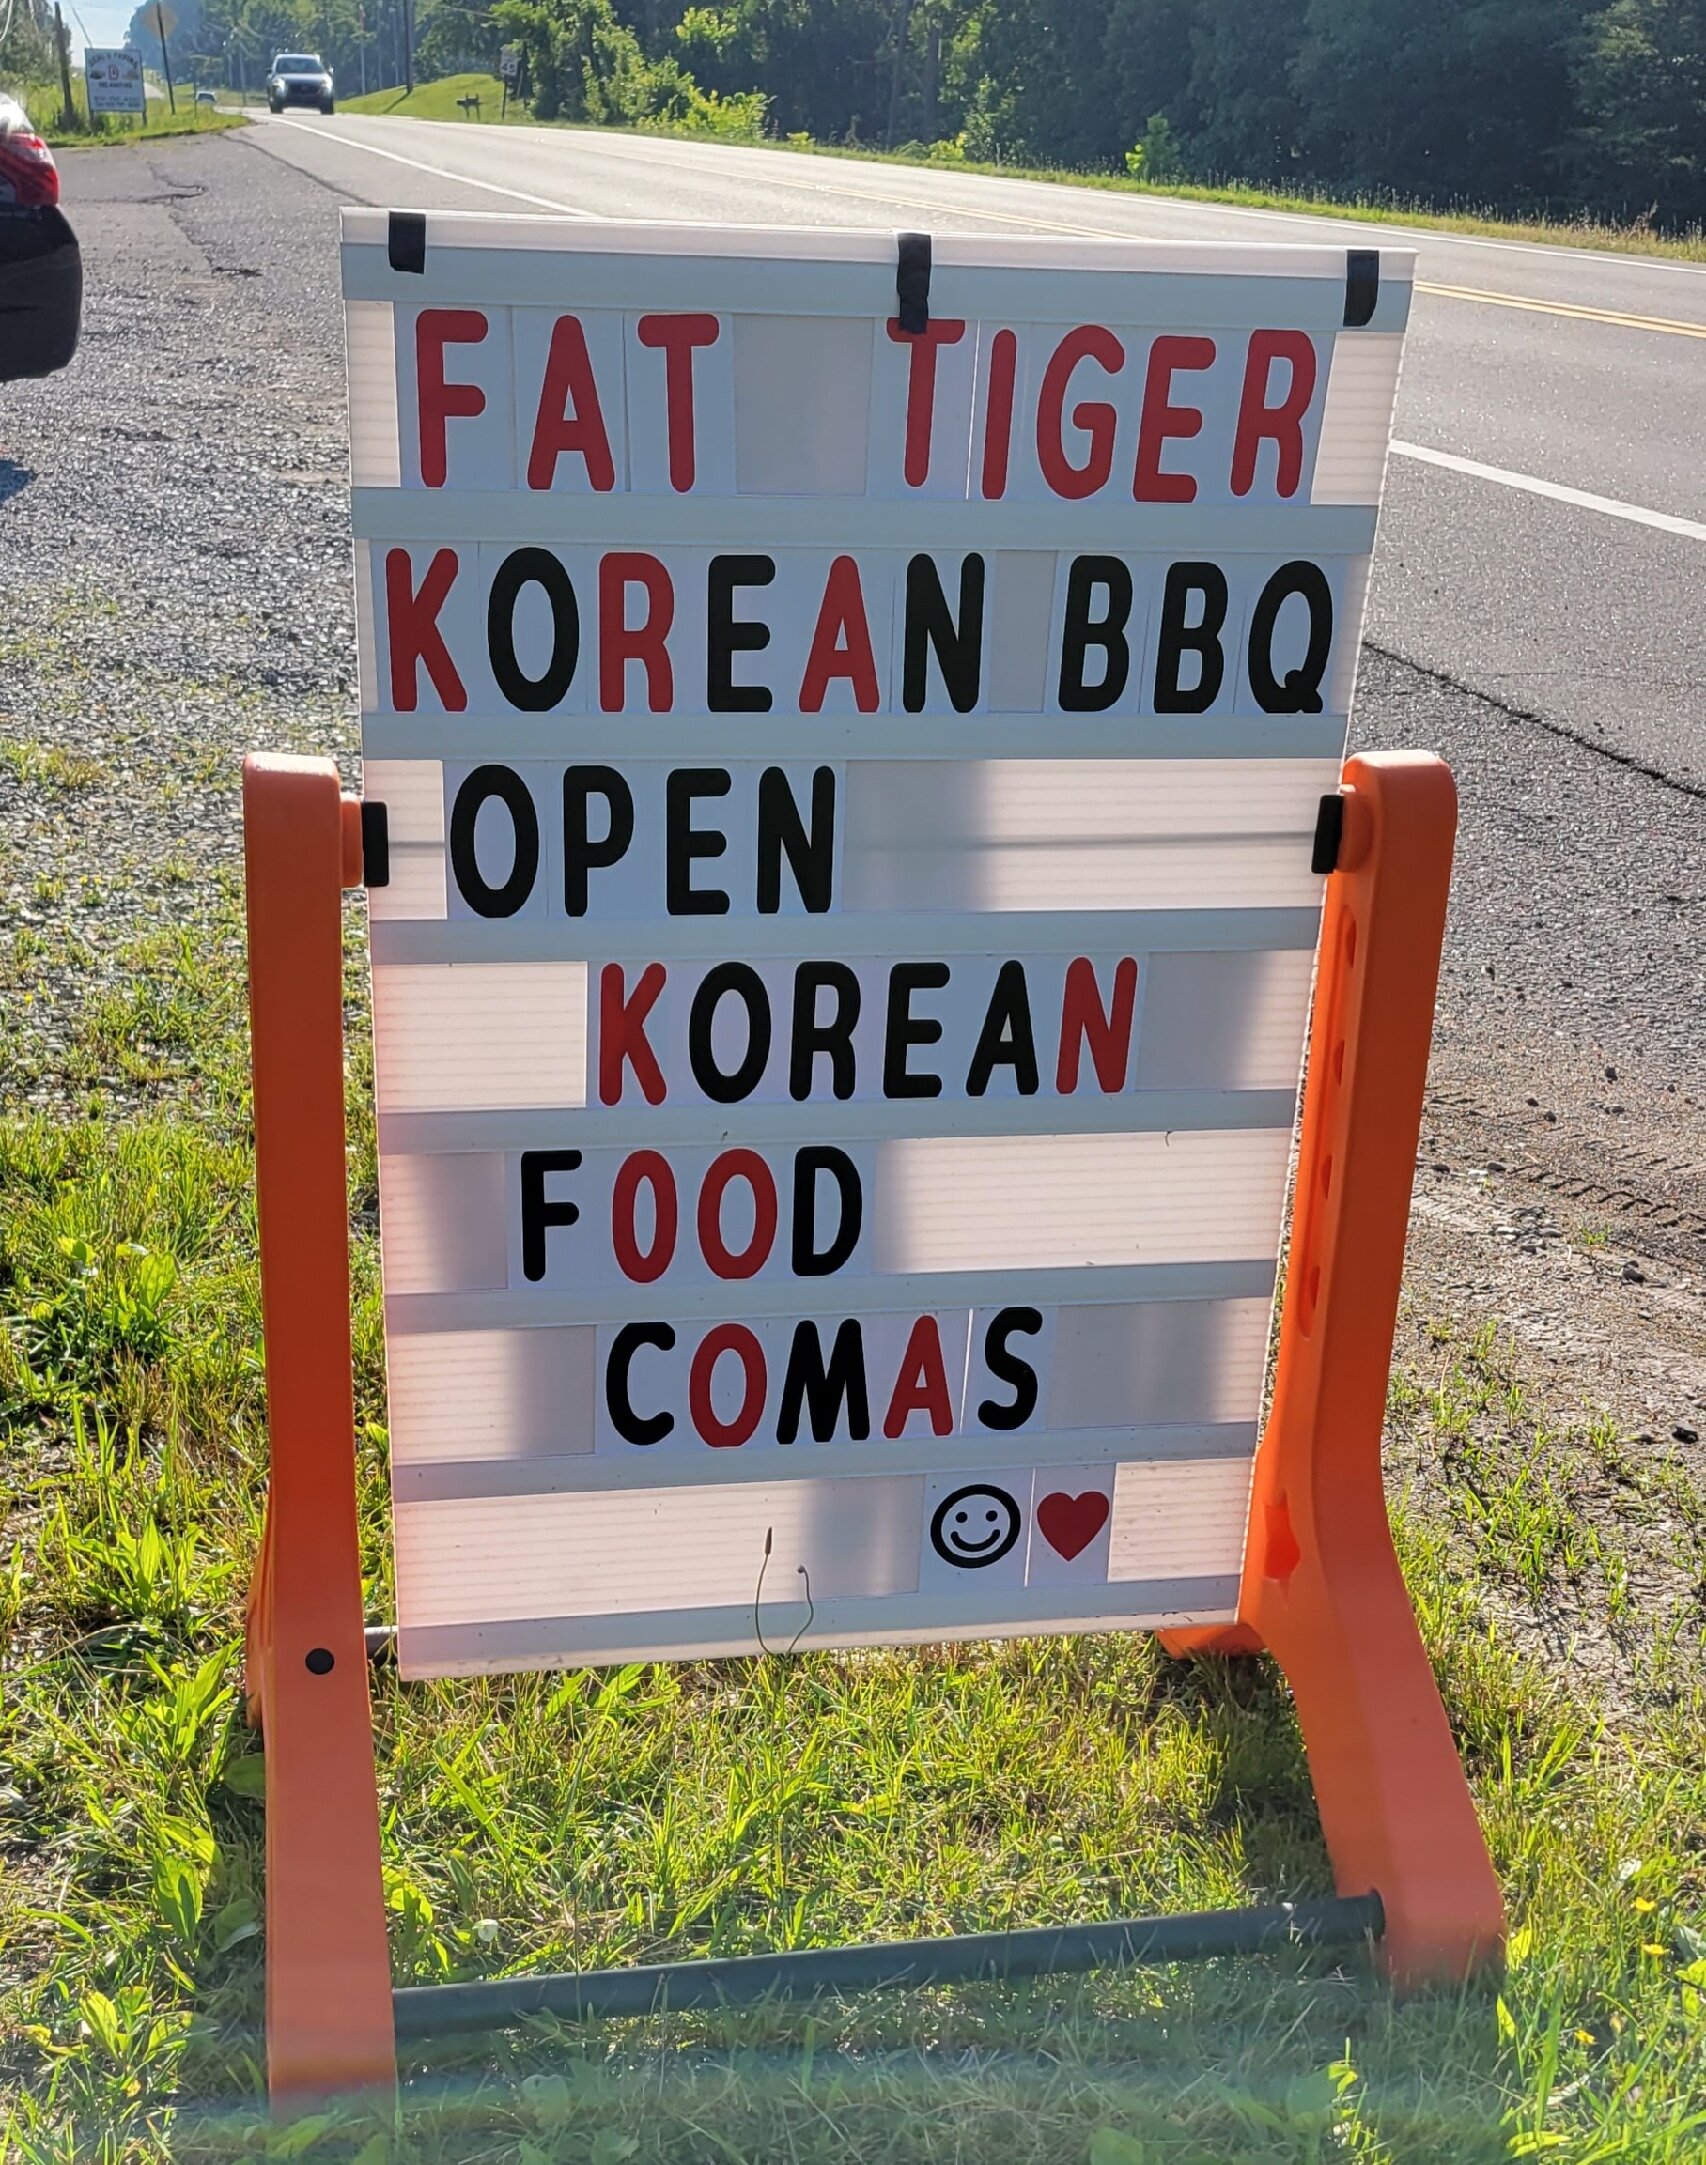 FAT TIGER
KOREAN BBQ
OPEN
KOREAN
FOOD
COMAS